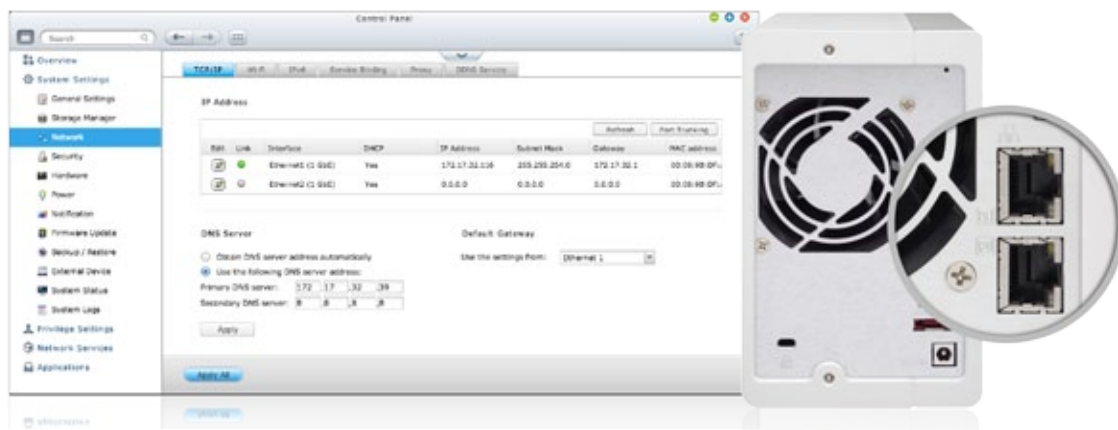 Control Panel
Search
Overview
System Settings
General Settings
Storage Manager
Network
Security
Hardware
Power
Notification
Firmware Update
Backup / Restore
External Device
System Status
System Logs
Privilege Settings
Network Services
Applications
TCP/IP Wi-Fi IPv6 Service Binding Proxy DDNS Service
IP Address
Refresh Port Trunking
Edit Link Interface DHCP IP Address Subnet Mask Gateway MAC address
Ethernet1 (1 GbE) Yes 172.17.32.116 255.255.254.0 172.17.32.1
Ethernet2 (1 GbE) Yes 0.0.0.0 0.0.0.0 0.0.0.0
DNS Server
Obtain DNS server address automatically
Use the following DNS server address:
Primary DNS server: 172 .17 .32
Secondary DNS server: 8 .8 .8 .8
Apply
Default Gateway
Use the settings from: Ethernet 1
Apply All